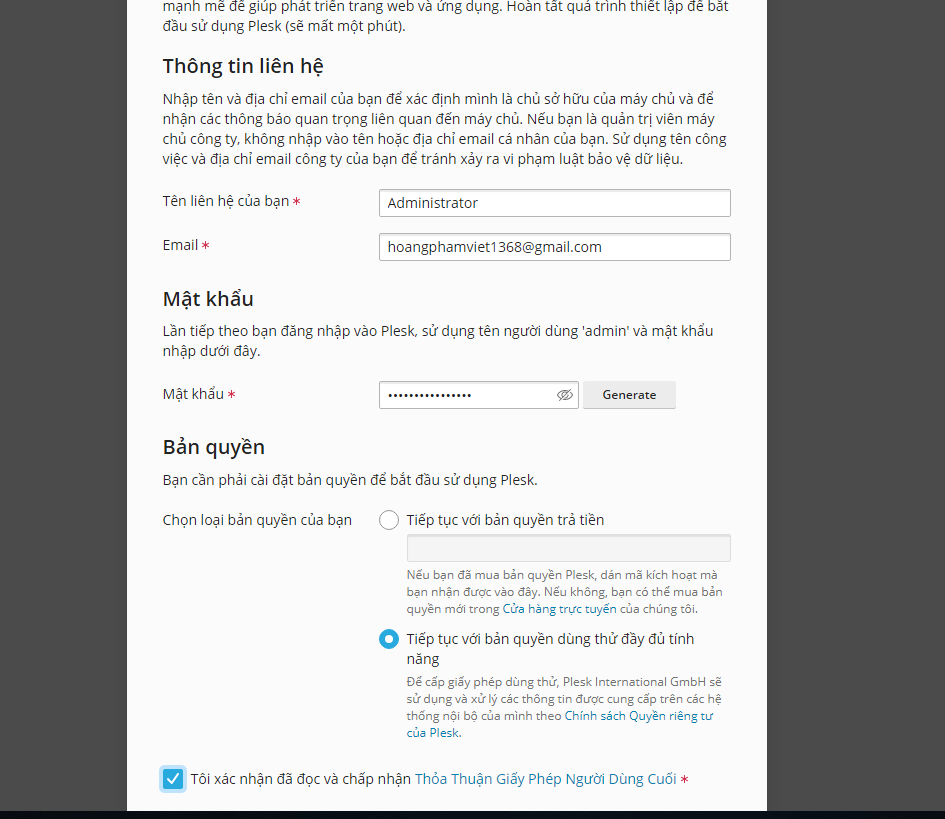 mạnh mẽ để giúp phát triển trang web và ứng dụng. Hoàn tất quá trình thiết lập để bắt
đầu sử dụng Plesk (sẽ mất một phút).
Thông tin liên hệ
Nhập tên và địa chỉ email của bạn để xác định mình là chủ sở hữu của máy chủ và để
nhận các thông báo quan trọng liên quan đến máy chủ. Nếu bạn là quản trị viên máy
chủ công ty, không nhập vào tên hoặc địa chỉ email cá nhân của bạn. Sử dụng tên công
việc và địa chỉ email công ty của bạn để tránh xảy ra vi phạm luật bảo vệ dữ liệu.
Tên liên hệ của bạn *
Administrator
Email *
hoangphamviet1368@gmail.com
Mật khẩu
Lần tiếp theo bạn đăng nhập vào Plesk, sử dụng tên người dùng 'admin' và mật khẩu
nhập dưới đây.
Mật khẩu *
••••••••••••••••
Generate
Bản quyền
Bạn cần phải cài đặt bản quyền để bắt đầu sử dụng Plesk.
Chọn loại bản quyền của bạn
Tiếp tục với bản quyền trả tiền
Nếu bạn đã mua bản quyền Plesk, dán mã kích hoạt mà
bạn nhận được vào đây. Nếu không, bạn có thể mua bản
quyền mới trong Cửa hàng trực tuyến của chúng tôi.
Tiếp tục với bản quyền dùng thử đầy đủ tính
năng
Để cấp giấy phép dùng thử, Plesk International GmbH sẽ
sử dụng và xử lý các thông tin được cung cấp trên các hệ
thống nội bộ của mình theo Chính sách Quyền riêng tư
của Plesk.
Tôi xác nhận đã đọc và chấp nhận Thỏa Thuận Giấy Phép Người Dùng Cuối *